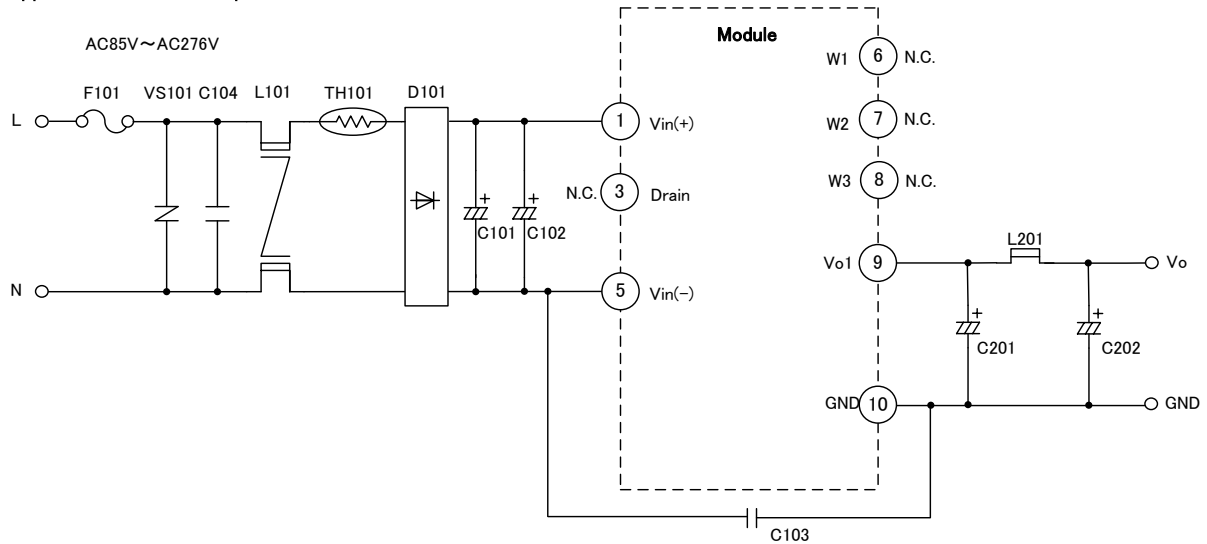 AC85V～AC276V
Module
F101
VS101 C104
L101
TH101
D101
L
N
+
C101
+
C102
1 Vin(+)
N.C. 3 Drain
5 Vin(−)
W1 6 N.C.
W2 7 N.C.
W3 8 N.C.
Vo1 9
GND 10
L201
Vo
+
C201
+
C202
GND
C103